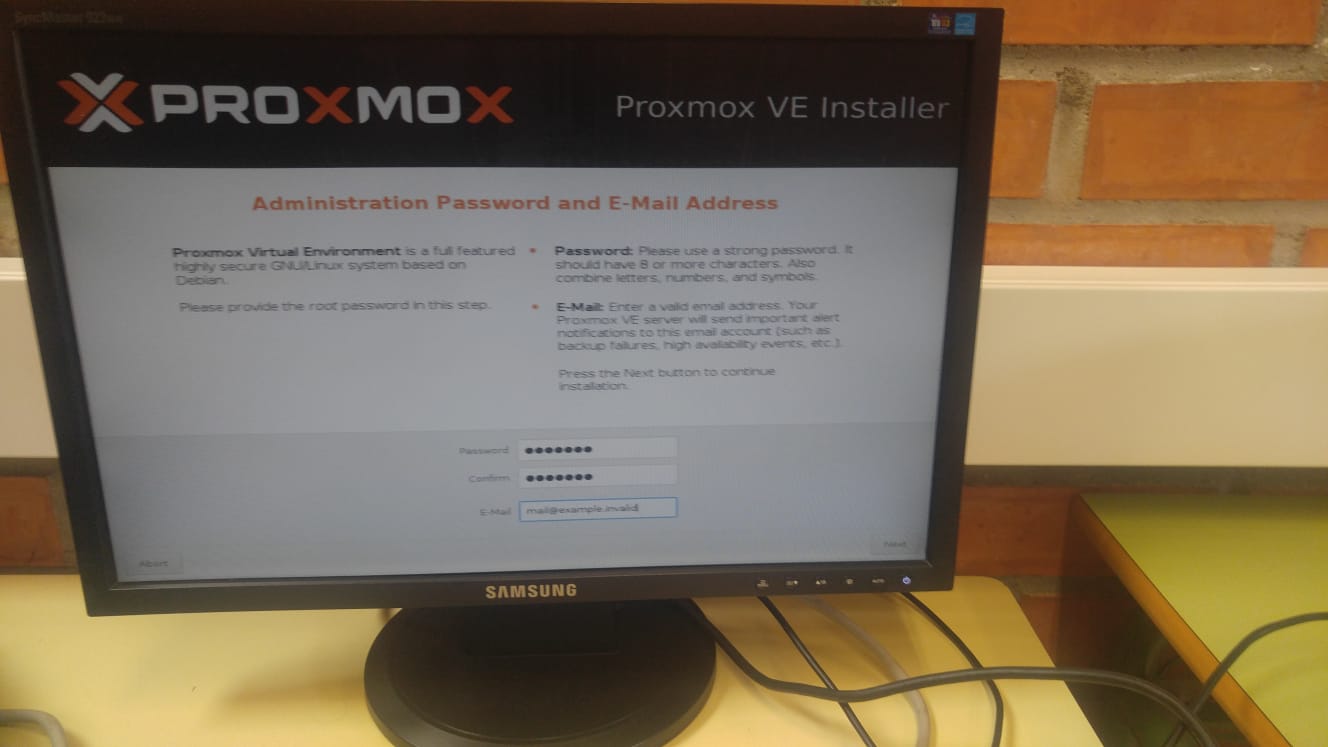 PROXMOX
Proxmox VE Installer
Administration Password and E-Mail Address
Proxmox Virtual Environment is a full featured
highly secure GNU/Linux system based on
Debian.
Please provide the root password in this step.
• Password: Please use a strong password. It
should have 8 or more characters. Also
combine letters, numbers, and symbols.
• E-Mail: Enter a valid email address. Your
Proxmox VE server will send important alert
notifications to this email account (such as
backup failures, high availability events, etc.).
Press the Next button to continue
installation.
Password ●●●●●●●
Confirm ●●●●●●●
E-Mail mail@example.invalid
Abort
Next
SAMSUNG